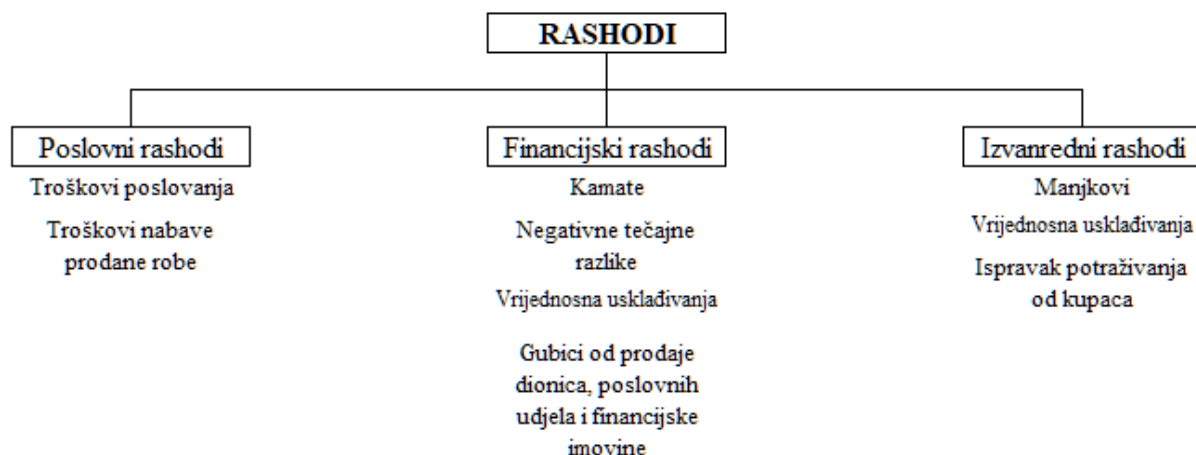 RASHODI
Poslovni rashodi
Troškovi poslovanja
Troškovi nabave
prodane robe
Financijski rashodi
Kamate
Negativne tečajne
razlike
Vrijednosna usklađivanja
Gubici od prodaje
dionica, poslovnih
udjela i financijske
imovine
Izvanredni rashodi
Manjkovi
Vrijednosna usklađivanja
Ispravak potraživanja
od kupaca